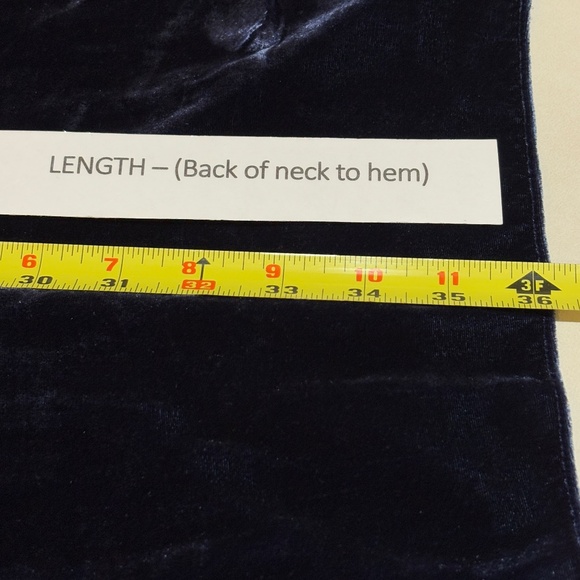 LENGTH – (Back of neck to hem)
6 7 8 9 10 11 3F
30 31 32 33 34 35 36